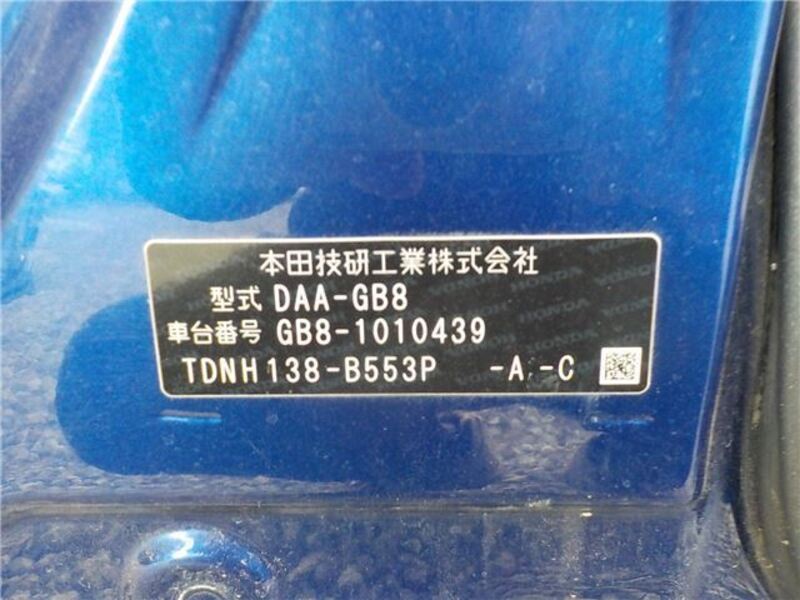 本田技研工業株式会社
型式 DAA-GB8
車台番号 GB8-1010439
TDNH138-B553P -A -C